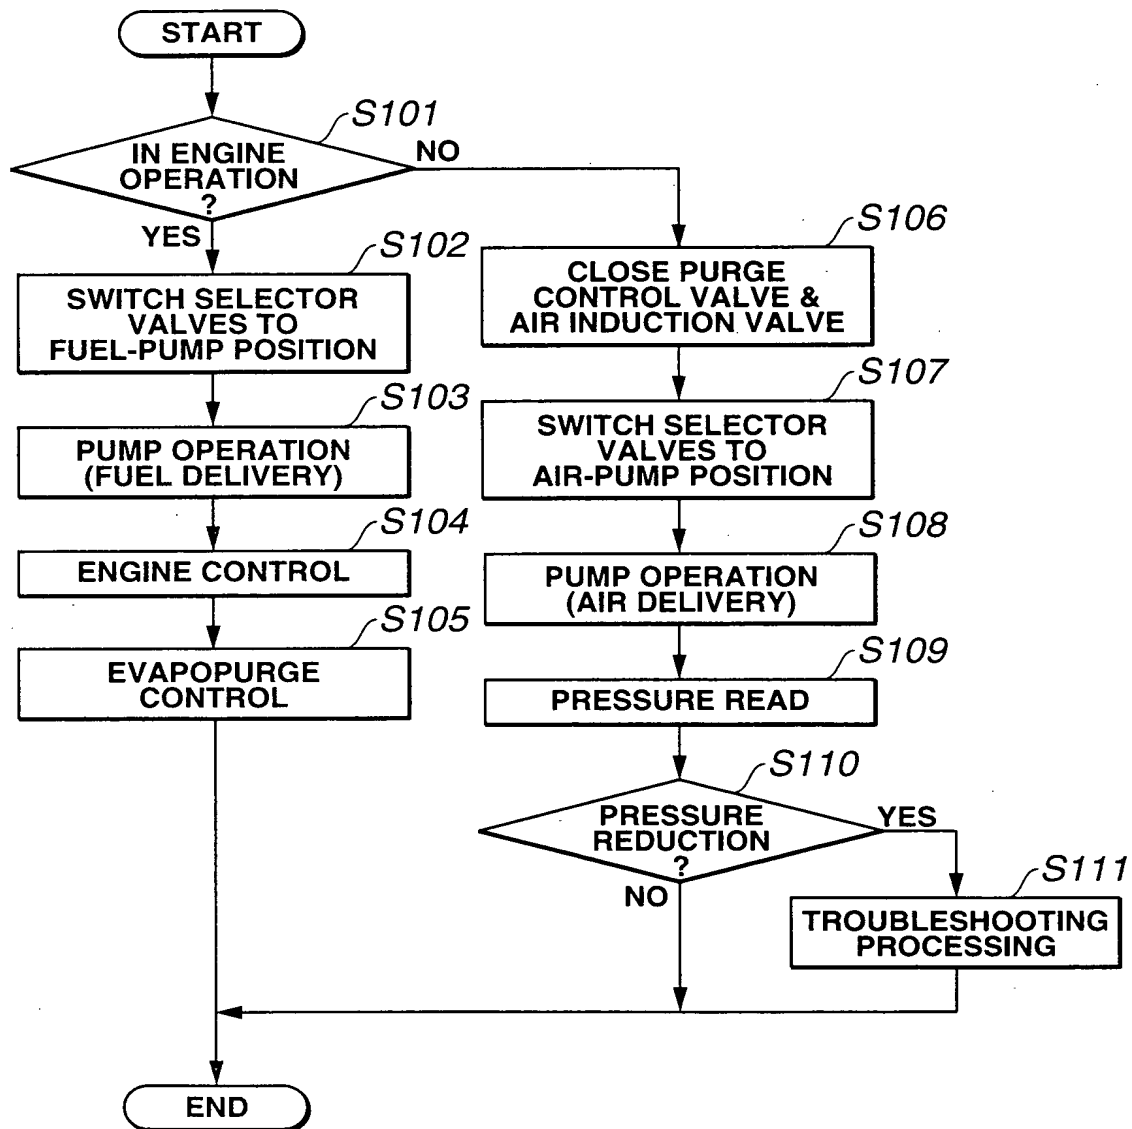 START
S101
IN ENGINE
OPERATION
?
NO
YES
S102
SWITCH SELECTOR
VALVES TO
FUEL-PUMP POSITION
S103
PUMP OPERATION
(FUEL DELIVERY)
S104
ENGINE CONTROL
S105
EVAPOPURGE
CONTROL
S106
CLOSE PURGE
CONTROL VALVE &
AIR INDUCTION VALVE
S107
SWITCH SELECTOR
VALVES TO
AIR-PUMP POSITION
S108
PUMP OPERATION
(AIR DELIVERY)
S109
PRESSURE READ
S110
PRESSURE
REDUCTION
?
YES
NO
S111
TROUBLESHOOTING
PROCESSING
END